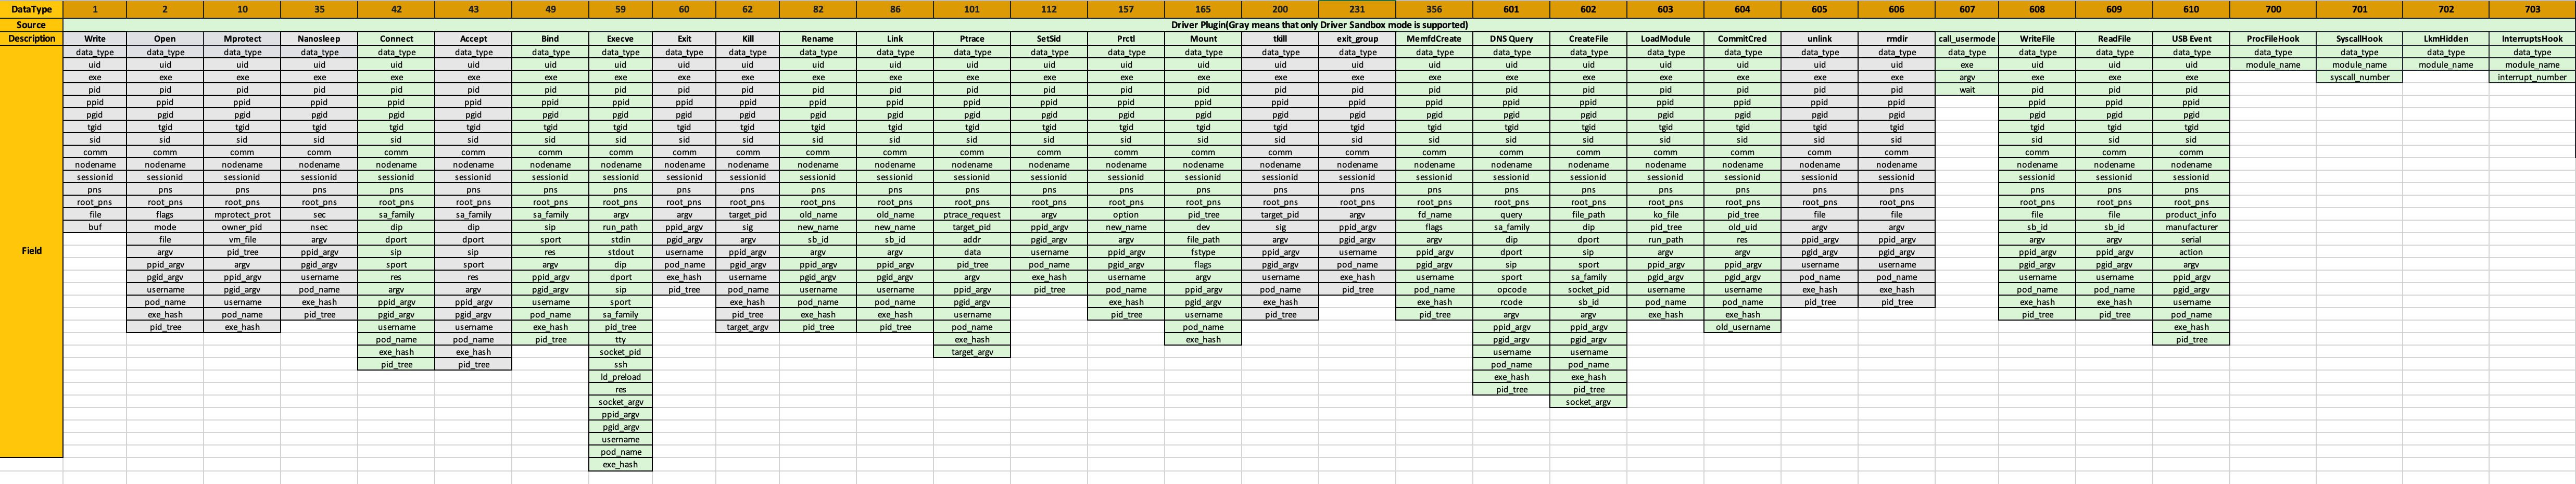 DataType 1 2 10 35 42 43 49 59 60 62 82 86 101 112 157 165 200 231 356 601 602 603 604 605 606 607 608 609 610 700 701 702 703
Source Driver Plugin(Gray means that only Driver Sandbox mode is supported)
Description Write Open Mprotect Nanosleep Connect Accept Bind Execve Exit Kill Rename Link Ptrace SetSid Prctl Mount tkill exit_group MemfdCreate DNS Query CreateFile LoadModule CommitCred unlink rmdir call_usermode WriteFile ReadFile USB Event ProcFileHook SyscallHook LkmHidden InterruptsHook
data_type data_type data_type data_type data_type data_type data_type data_type data_type data_type data_type data_type data_type data_type data_type data_type data_type data_type data_type data_type data_type data_type data_type data_type data_type data_type data_type data_type data_type data_type data_type data_type data_type
uid uid uid uid uid uid uid uid uid uid uid uid uid uid uid uid uid uid uid uid uid uid uid uid uid exe uid uid uid module_name module_name module_name module_name
exe exe exe exe exe exe exe exe exe exe exe exe exe exe exe exe exe exe exe exe exe exe exe exe exe argv exe exe exe syscall_number interrupt_number
pid pid pid pid pid pid pid pid pid pid pid pid pid pid pid pid pid pid pid pid pid pid pid pid pid wait pid pid pid
ppid ppid ppid ppid ppid ppid ppid ppid ppid ppid ppid ppid ppid ppid ppid ppid ppid ppid ppid ppid ppid ppid ppid ppid ppid ppid ppid ppid
pgid pgid pgid pgid pgid pgid pgid pgid pgid pgid pgid pgid pgid pgid pgid pgid pgid pgid pgid pgid pgid pgid pgid pgid pgid pgid pgid pgid
tgid tgid tgid tgid tgid tgid tgid tgid tgid tgid tgid tgid tgid tgid tgid tgid tgid tgid tgid tgid tgid tgid tgid tgid tgid tgid tgid tgid
sid sid sid sid sid sid sid sid sid sid sid sid sid sid sid sid sid sid sid sid sid sid sid sid sid sid sid sid
comm comm comm comm comm comm comm comm comm comm comm comm comm comm comm comm comm comm comm comm comm comm comm comm comm comm comm comm
nodename nodename nodename nodename nodename nodename nodename nodename nodename nodename nodename nodename nodename nodename nodename nodename nodename nodename nodename nodename nodename nodename nodename nodename nodename nodename nodename nodename
sessionid sessionid sessionid sessionid sessionid sessionid sessionid sessionid sessionid sessionid sessionid sessionid sessionid sessionid sessionid sessionid sessionid sessionid sessionid sessionid sessionid sessionid sessionid sessionid sessionid sessionid sessionid sessionid
pns pns pns pns pns pns pns pns pns pns pns pns pns pns pns pns pns pns pns pns pns pns pns pns pns pns pns pns
root_pns root_pns root_pns root_pns root_pns root_pns root_pns root_pns root_pns root_pns root_pns root_pns root_pns root_pns root_pns root_pns root_pns root_pns root_pns root_pns root_pns root_pns root_pns root_pns root_pns root_pns root_pns root_pns
file flags mprotect_prot sec sa_family sa_family sa_family argv argv target_pid old_name old_name ptrace_request argv option pid_tree target_pid argv fd_name query file_path ko_file pid_tree file file file file product_info
buf mode owner_pid nsec dip dip sip run_path ppid_argv sig new_name new_name target_pid ppid_argv new_name dev sig ppid_argv flags sa_family dip pid_tree old_uid argv argv sb_id sb_id manufacturer
Field file vm_file argv dport dport sport stdin pgid_argv argv sb_id sb_id addr pgid_argv argv file_path argv pgid_argv argv dip dport run_path res ppid_argv ppid_argv argv argv serial
argv pid_tree ppid_argv sip sip res stdout username ppid_argv argv argv data username ppid_argv fstype ppid_argv username ppid_argv dport sip argv argv pgid_argv pgid_argv ppid_argv ppid_argv action
ppid_argv argv pgid_argv sport sport argv dip pod_name pgid_argv ppid_argv ppid_argv pid_tree pod_name pgid_argv flags pgid_argv pod_name pgid_argv sip sport ppid_argv ppid_argv username username pgid_argv pgid_argv argv
pgid_argv ppid_argv username res res ppid_argv sip exe_hash username pgid_argv pgid_argv argv exe_hash username argv username exe_hash username sport sa_family pgid_argv pgid_argv pod_name pod_name username username ppid_argv
username username pod_name argv argv pgid_argv sip pid_tree pod_name username username ppid_argv pid_tree pod_name ppid_argv pod_name pid_tree pod_name opcode socket_pid username username exe_hash exe_hash pod_name pod_name pgid_argv
pod_name pod_name exe_hash ppid_argv ppid_argv username sport exe_hash pod_name pod_name pgid_argv exe_hash pgid_argv exe_hash exe_hash rcode sb_id pod_name pod_name pid_tree pid_tree exe_hash exe_hash username
exe_hash pod_name pid_tree pgid_argv pgid_argv pod_name sa_family pid_tree exe_hash exe_hash username pid_tree username pid_tree pid_tree argv argv exe_hash exe_hash pid_tree pid_tree pod_name
pid_tree exe_hash username username exe_hash pid_tree target_argv pid_tree pid_tree pod_name pod_name ppid_argv ppid_argv old_username exe_hash
pod_name pod_name pid_tree tty exe_hash exe_hash pgid_argv pgid_argv pid_tree
exe_hash exe_hash socket_pid target_argv username username
pid_tree pid_tree ssh pod_name pod_name
ld_preload exe_hash exe_hash
res pid_tree pid_tree
socket_argv socket_argv
ppid_argv
pgid_argv
username
pod_name
exe_hash